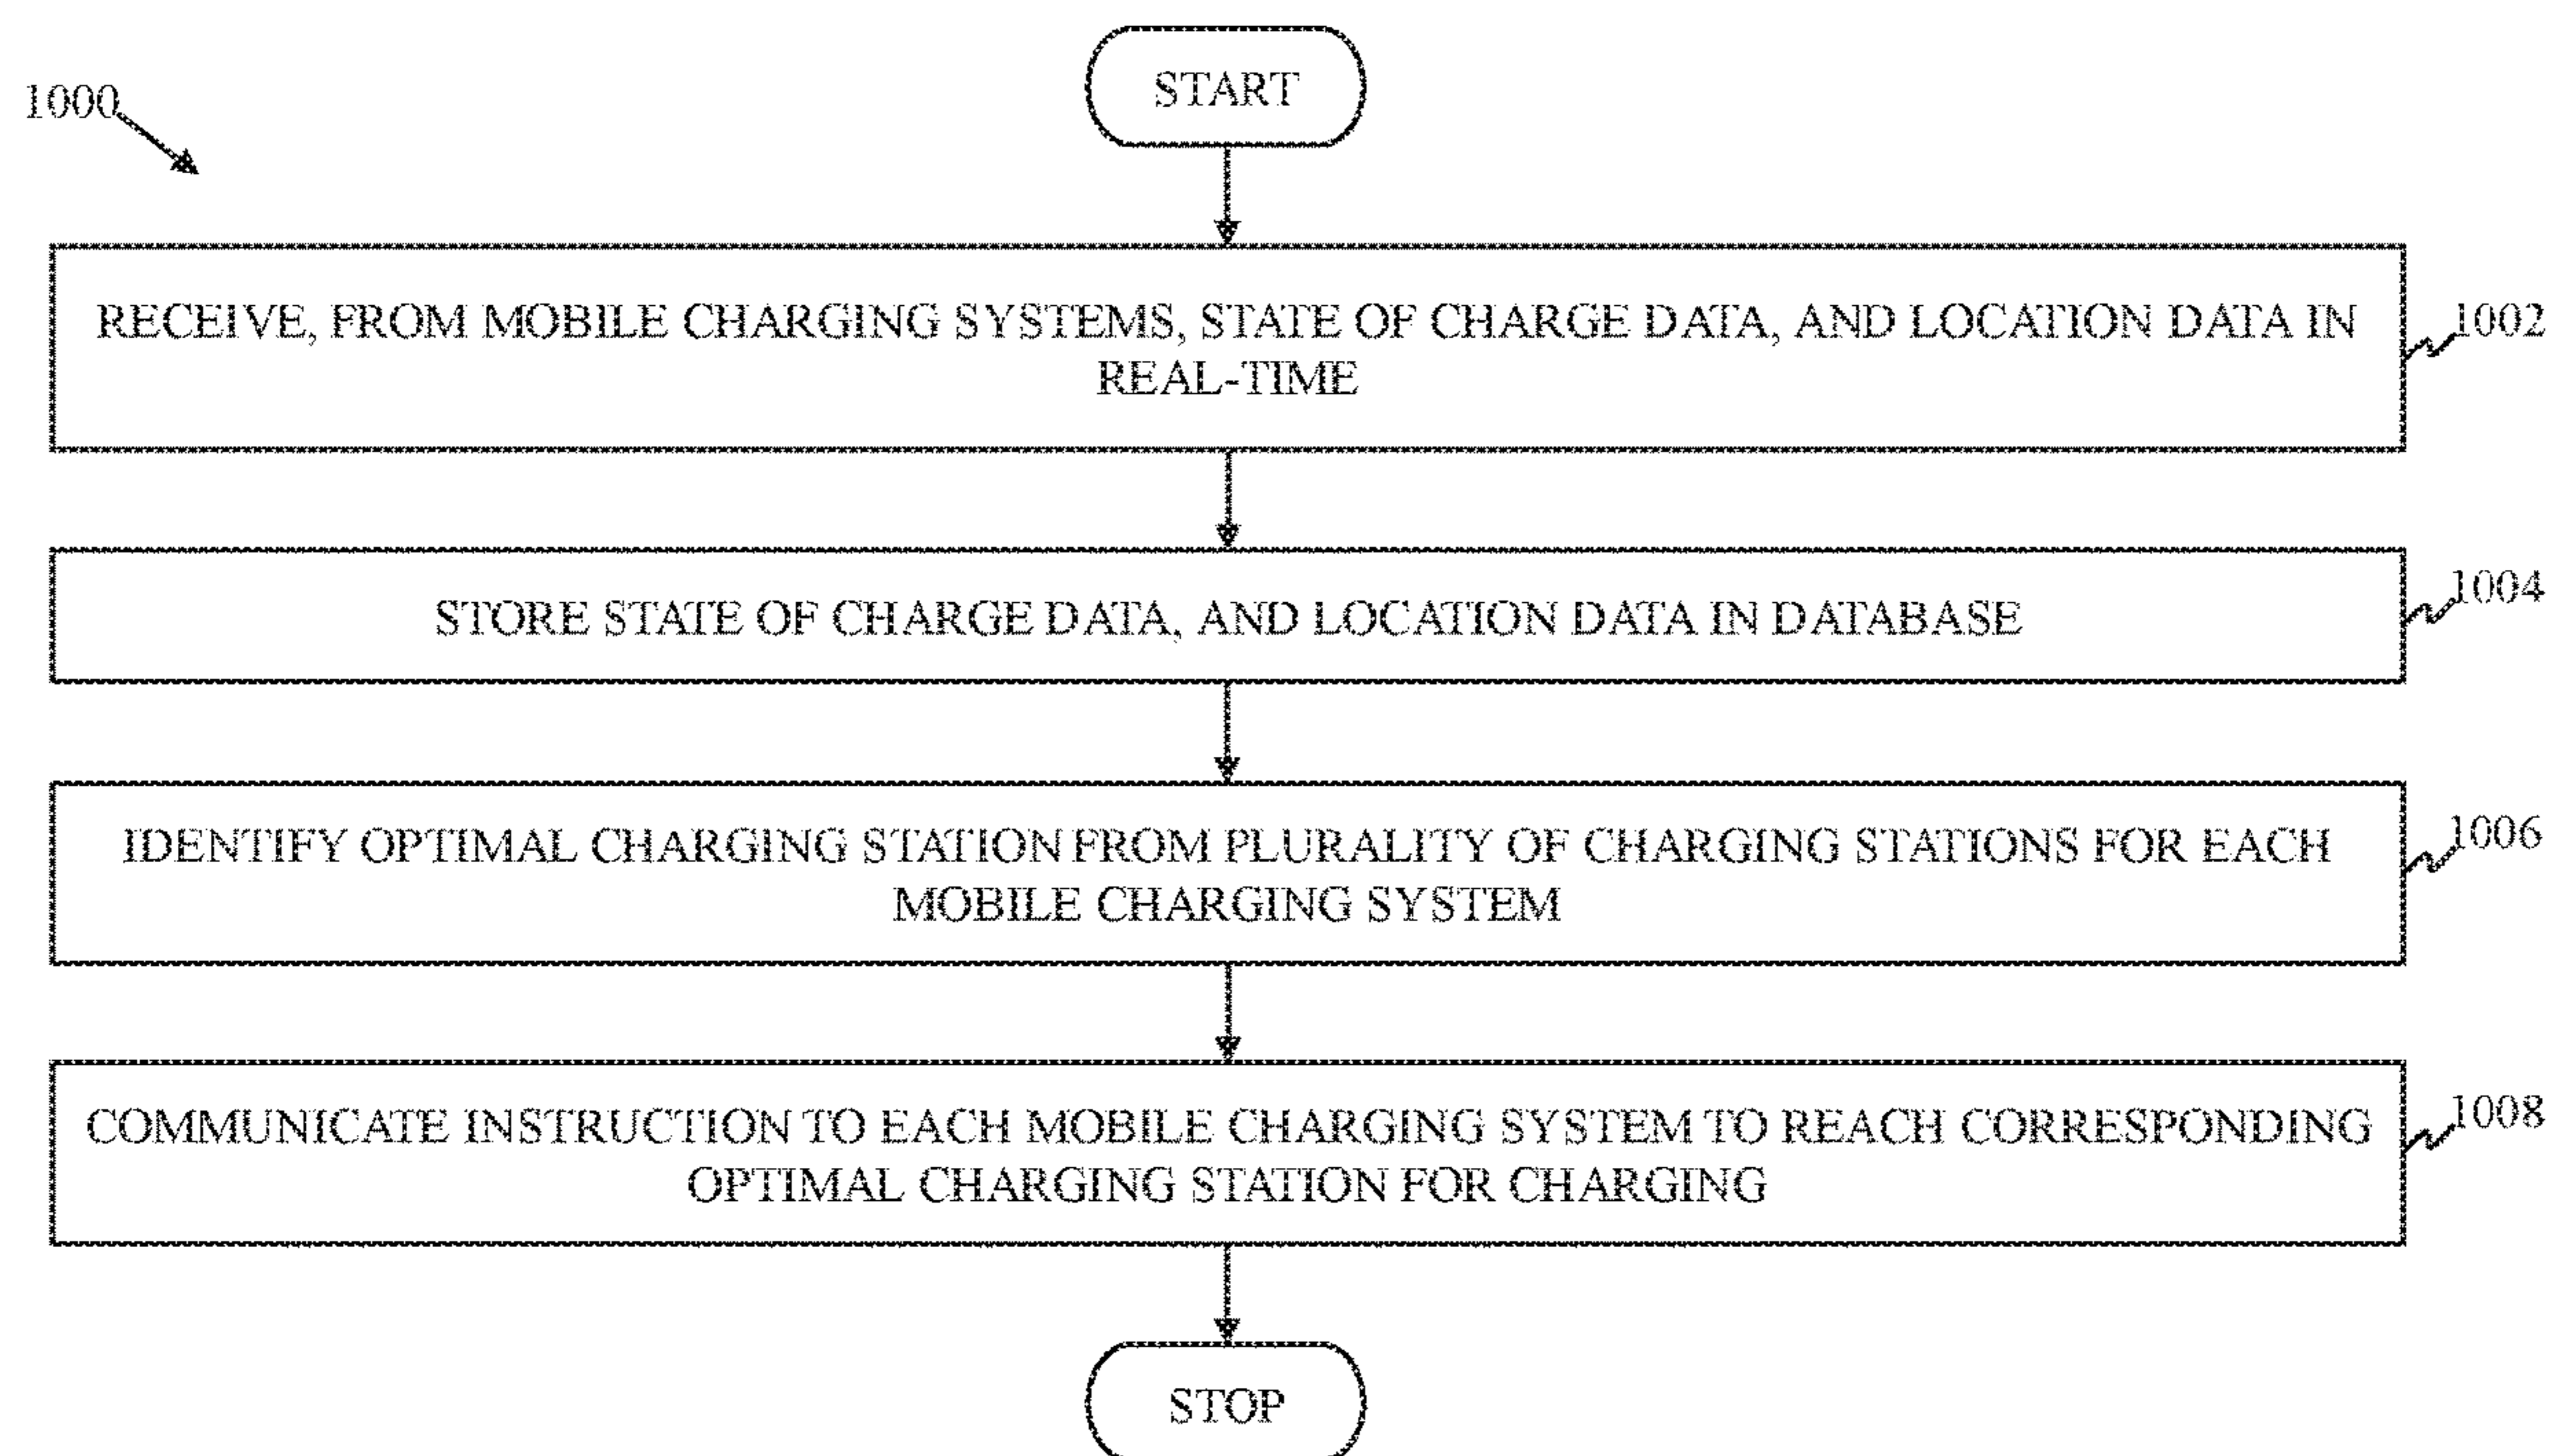 START
1000
RECEIVE, FROM MOBILE CHARGING SYSTEMS, STATE OF CHARGE DATA, AND LOCATION DATA IN
REAL-TIME
1002
STORE STATE OF CHARGE DATA, AND LOCATION DATA IN DATABASE
1004
IDENTIFY OPTIMAL CHARGING STATION FROM PLURALITY OF CHARGING STATIONS FOR EACH
MOBILE CHARGING SYSTEM
1006
COMMUNICATE INSTRUCTION TO EACH MOBILE CHARGING SYSTEM TO REACH CORRESPONDING
OPTIMAL CHARGING STATION FOR CHARGING
1008
STOP